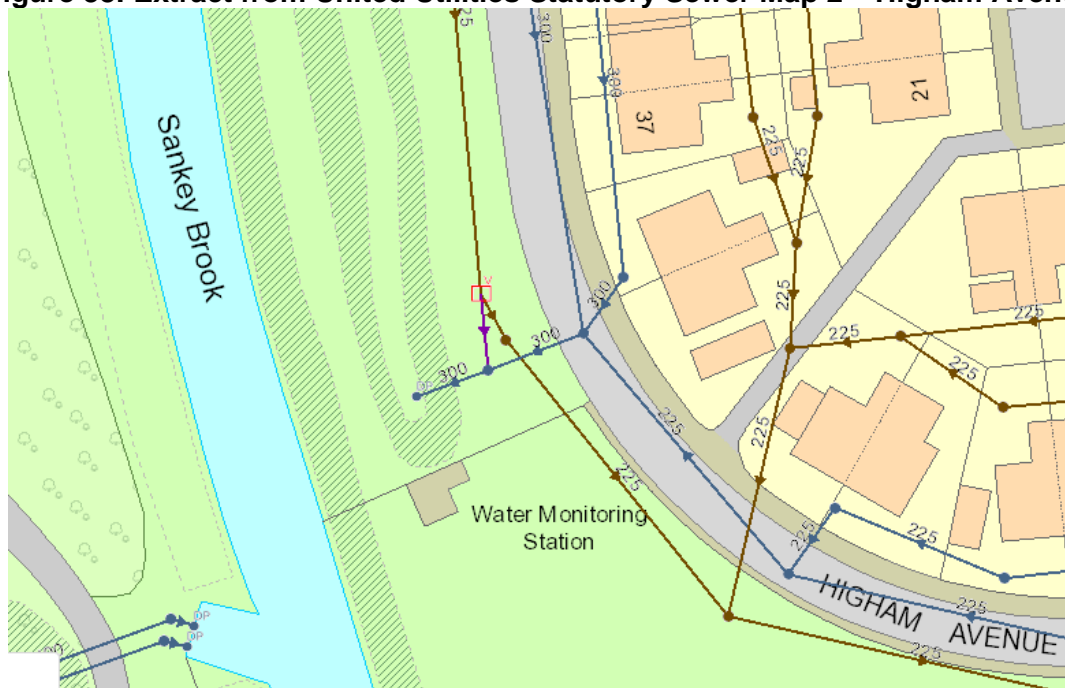 Figure 38: Extract from United Utilities Statutory Sewer Map 2 - Higham Avenue
25
300
300
37
21
225
225
Sankey Brook
V
300
225
225
225
300
300
DP
225
225
225
Water Monitoring
Station
225
225
HIGHAM AVENUE
225
225
DP
DP